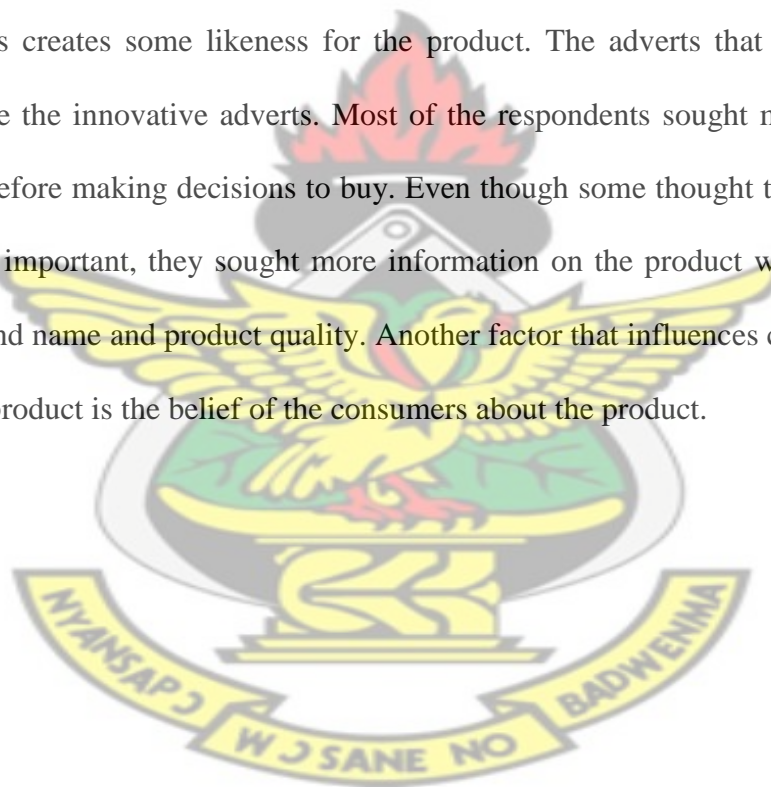 s creates some likeness for the product. The adverts that
e the innovative adverts. Most of the respondents sought
efore making decisions to buy. Even though some thought
important, they sought more information on the product
nd name and product quality. Another factor that influences
product is the belief of the consumers about the product.
NYANSAPƆ WƆSANE NO BADWENMA